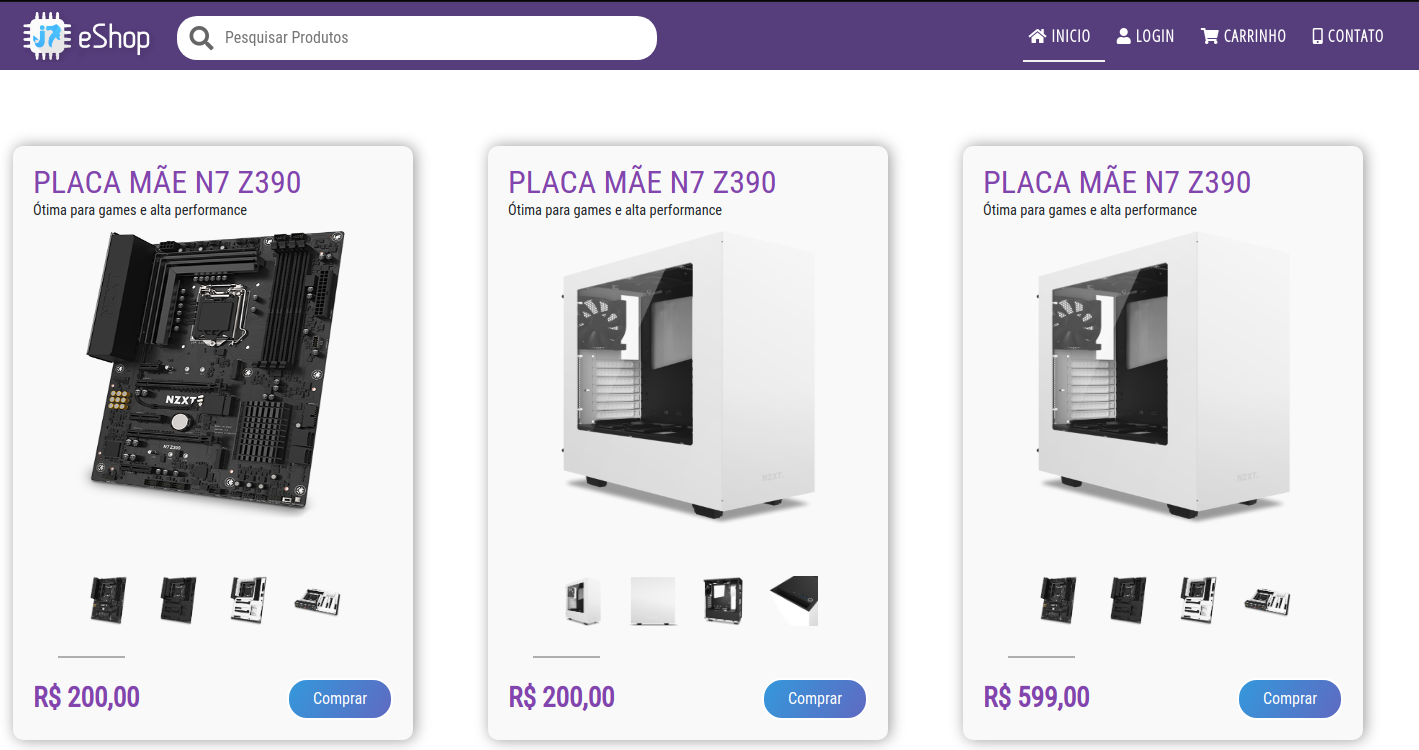 j7 eShop
Pesquisar Produtos
INICIO
LOGIN
CARRINHO
CONTATO
PLACA MÃE N7 Z390
Ótima para games e alta performance
NZXT
N7 Z390
R$ 200,00
Comprar
PLACA MÃE N7 Z390
Ótima para games e alta performance
NZXT
R$ 200,00
Comprar
PLACA MÃE N7 Z390
Ótima para games e alta performance
NZXT
R$ 599,00
Comprar